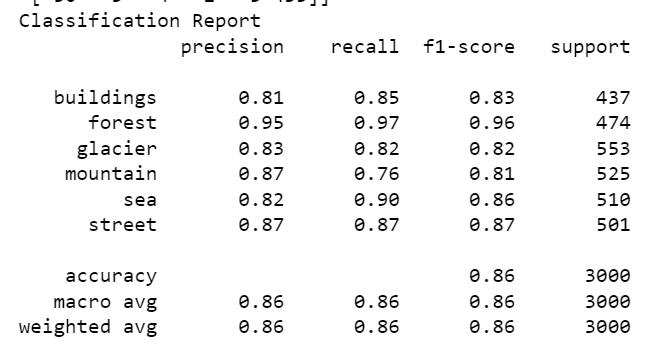 Classification Report
precision recall f1-score support
buildings 0.81 0.85 0.83 437
forest 0.95 0.97 0.96 474
glacier 0.83 0.82 0.82 553
mountain 0.87 0.76 0.81 525
sea 0.82 0.90 0.86 510
street 0.87 0.87 0.87 501
accuracy 0.86 3000
macro avg 0.86 0.86 0.86 3000
weighted avg 0.86 0.86 0.86 3000